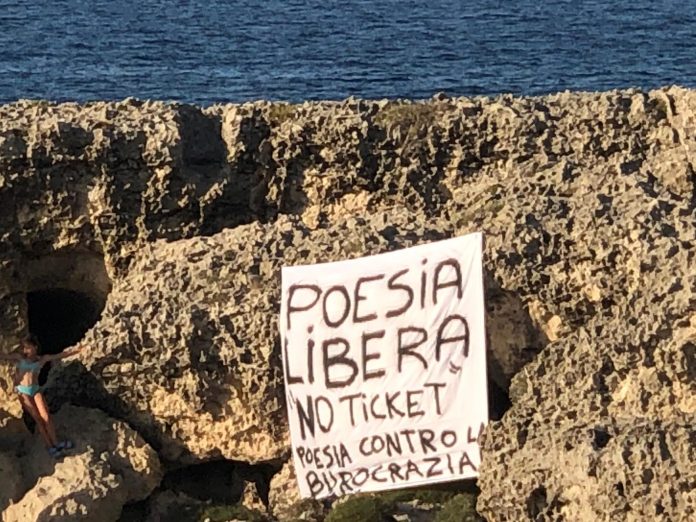 POESiA
LiBERA
"NO TiCKET"
POESIA CONTRO LA
BUROCRAZIA